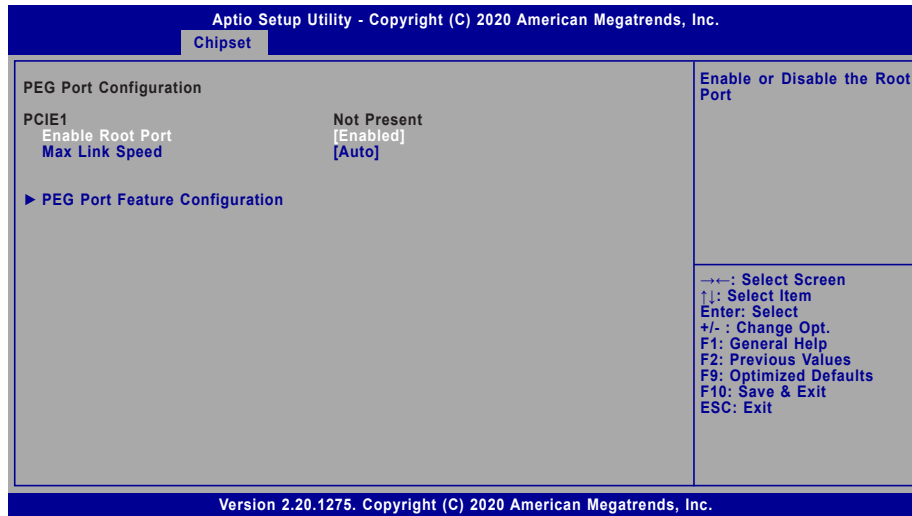 Aptio Setup Utility - Copyright (C) 2020 American Megatrends, Inc.
Chipset
PEG Port Configuration
PCIE1 Not Present
Enable Root Port [Enabled]
Max Link Speed [Auto]
► PEG Port Feature Configuration
Enable or Disable the Root
Port
→←: Select Screen
↑↓: Select Item
Enter: Select
+/- : Change Opt.
F1: General Help
F2: Previous Values
F9: Optimized Defaults
F10: Save & Exit
ESC: Exit
Version 2.20.1275. Copyright (C) 2020 American Megatrends, Inc.